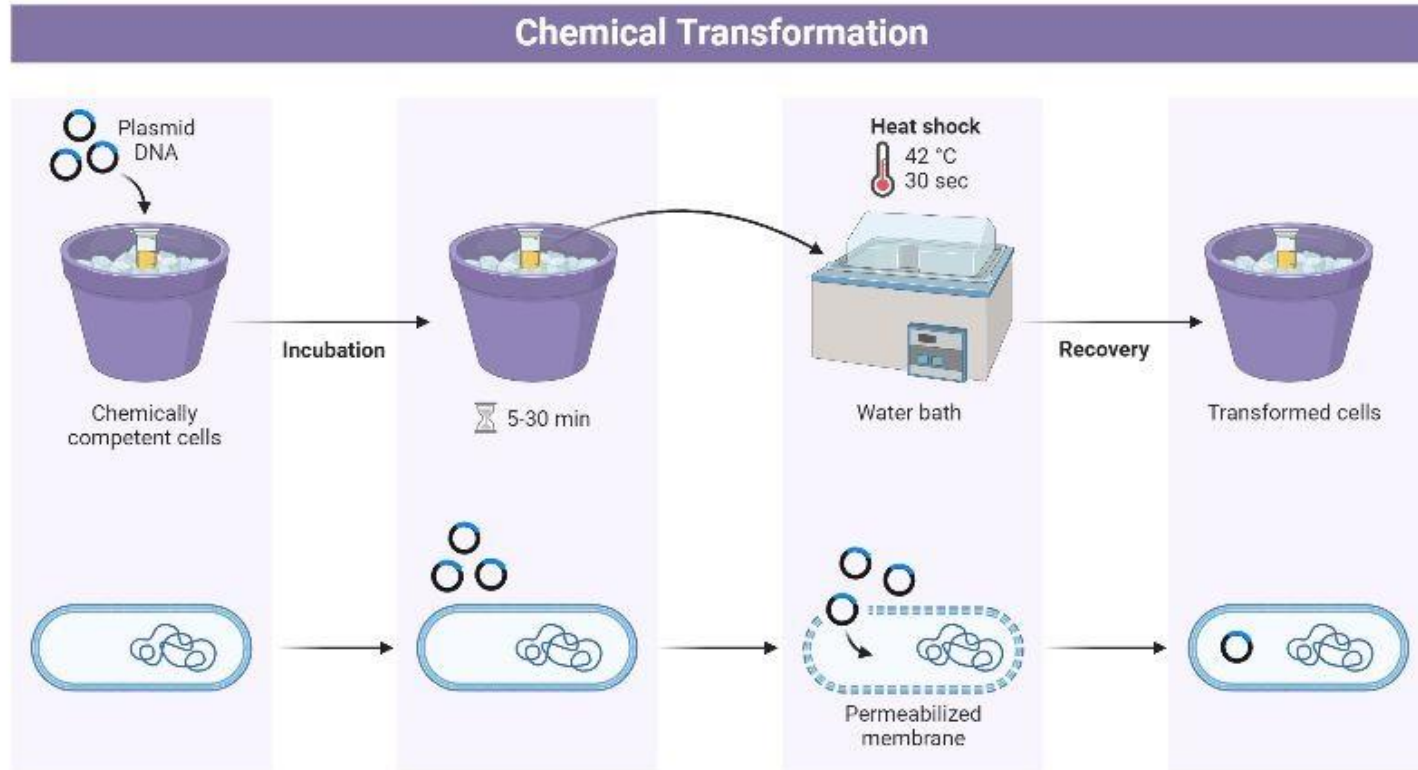 Chemical Transformation
Plasmid
DNA
Heat shock
42 °C
30 sec
Incubation
Recovery
Chemically
competent cells
5-30 min
Water bath
Transformed cells
Permeabilized
membrane